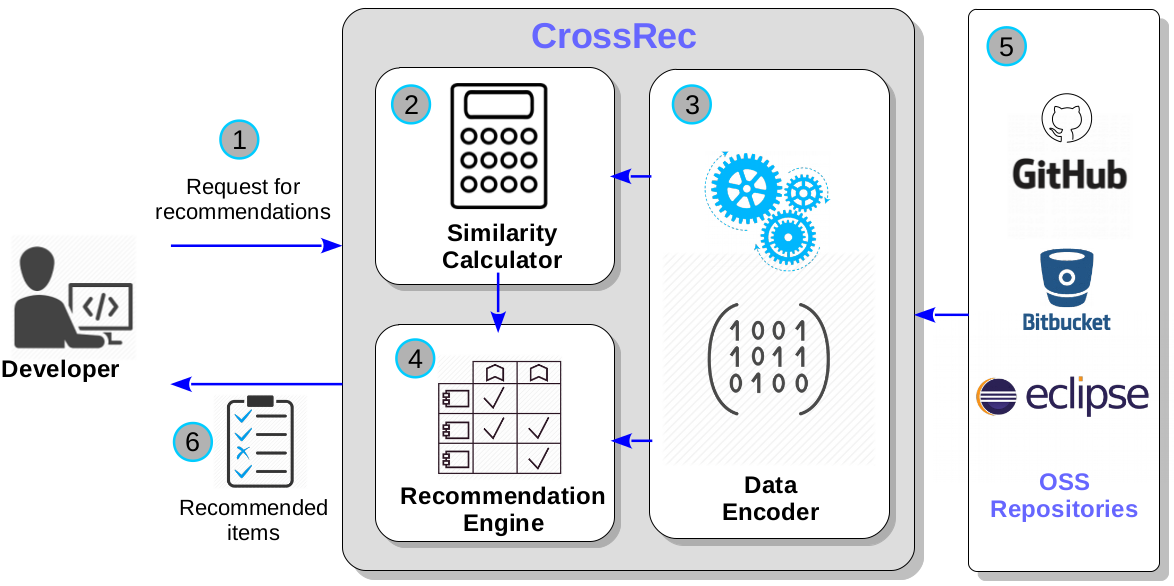 CrossRec
1
Request for
recommendations
Developer
6
Recommended
items
2
Similarity
Calculator
4
Recommendation
Engine
3
1 0 0 1
1 0 1 1
0 1 0 0
Data
Encoder
5
GitHub
Bitbucket
eclipse
OSS
Repositories